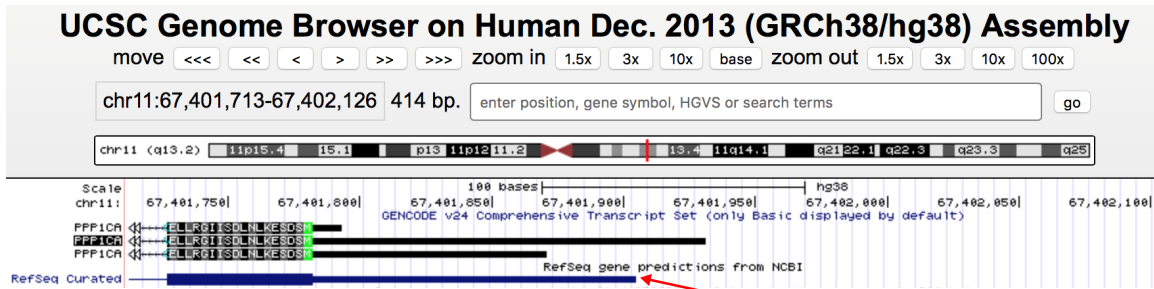 UCSC Genome Browser on Human Dec. 2013 (GRCh38/hg38) Assembly
move <<< << < > >> >>> zoom in 1.5x 3x 10x base zoom out 1.5x 3x 10x 100x
chr11:67,401,713-67,402,126 414 bp. enter position, gene symbol, HGVS or search terms go
chr11 (q13.2) 11p15.4 15.1 p13 11p12 11.2 13.4 11q14.1 q21 22.1 q22.3 q23.3 q25
Scale 100 bases hg38
chr11: 67,401,750| 67,401,800| 67,401,850| 67,401,900| 67,401,950| 67,402,000| 67,402,050| 67,402,100|
GENCODE v24 Comprehensive Transcript Set (only Basic displayed by default)
PPP1CA ELLRGIISDLNLKESDSM
PPP1CA ELLRGIISDLNLKESDSM
PPP1CA ELLRGIISDLNLKESDSM
RefSeq gene predictions from NCBI
RefSeq Curated